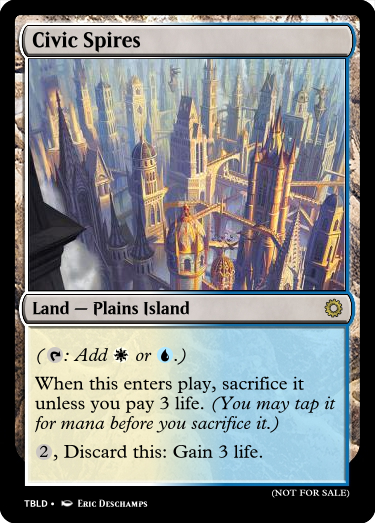 Civic Spires
Land — Plains Island
(: Add or .)
When this enters play, sacrifice it
unless you pay 3 life. (You may tap it
for mana before you sacrifice it.)
2, Discard this: Gain 3 life.
(NOT FOR SALE)
TBLD • Eric Deschamps